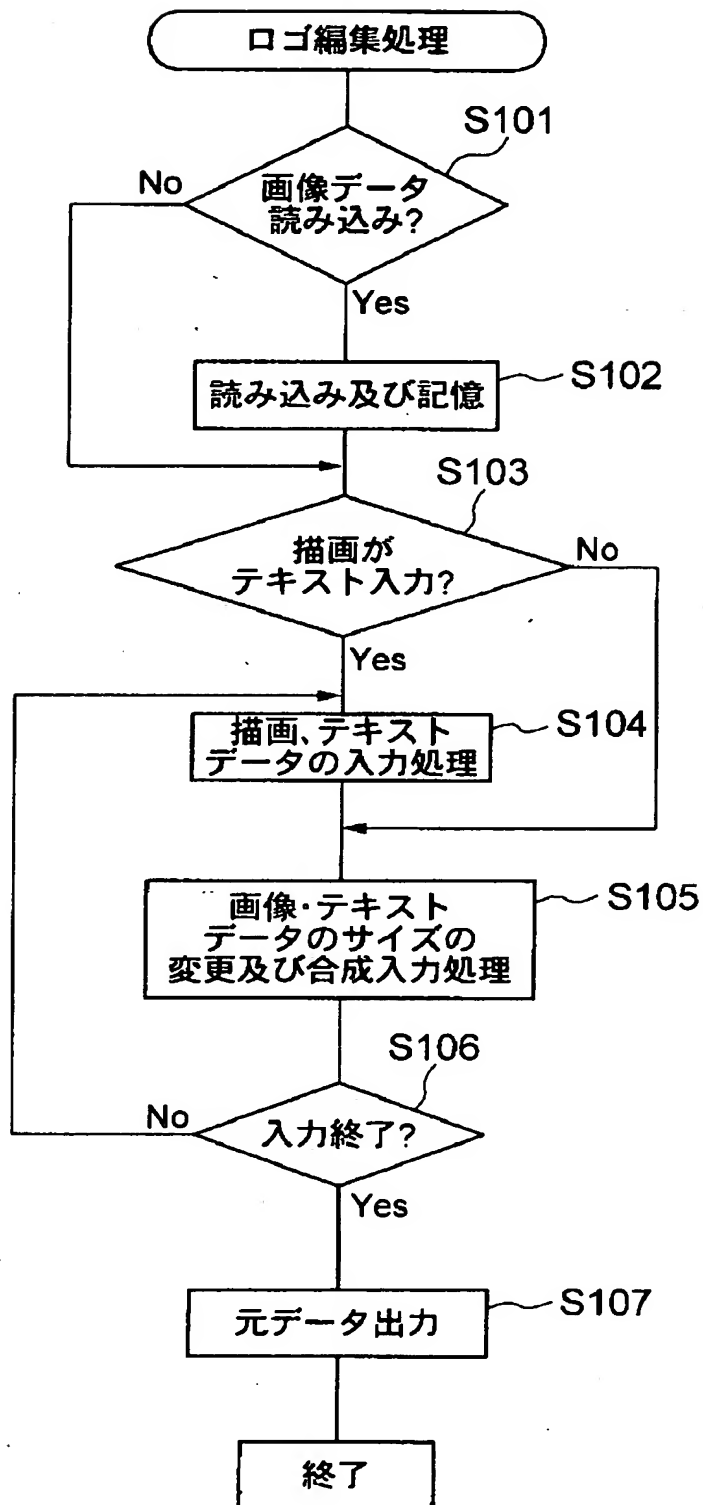 ロゴ編集処理
S101
No
画像データ
読み込み?
Yes
読み込み及び記憶
S102
S103
描画が
テキスト入力?
No
Yes
描画、テキスト
データの入力処理
S104
画像・テキスト
データのサイズの
変更及び合成入力処理
S105
S106
No
入力終了?
Yes
元データ出力
S107
終了